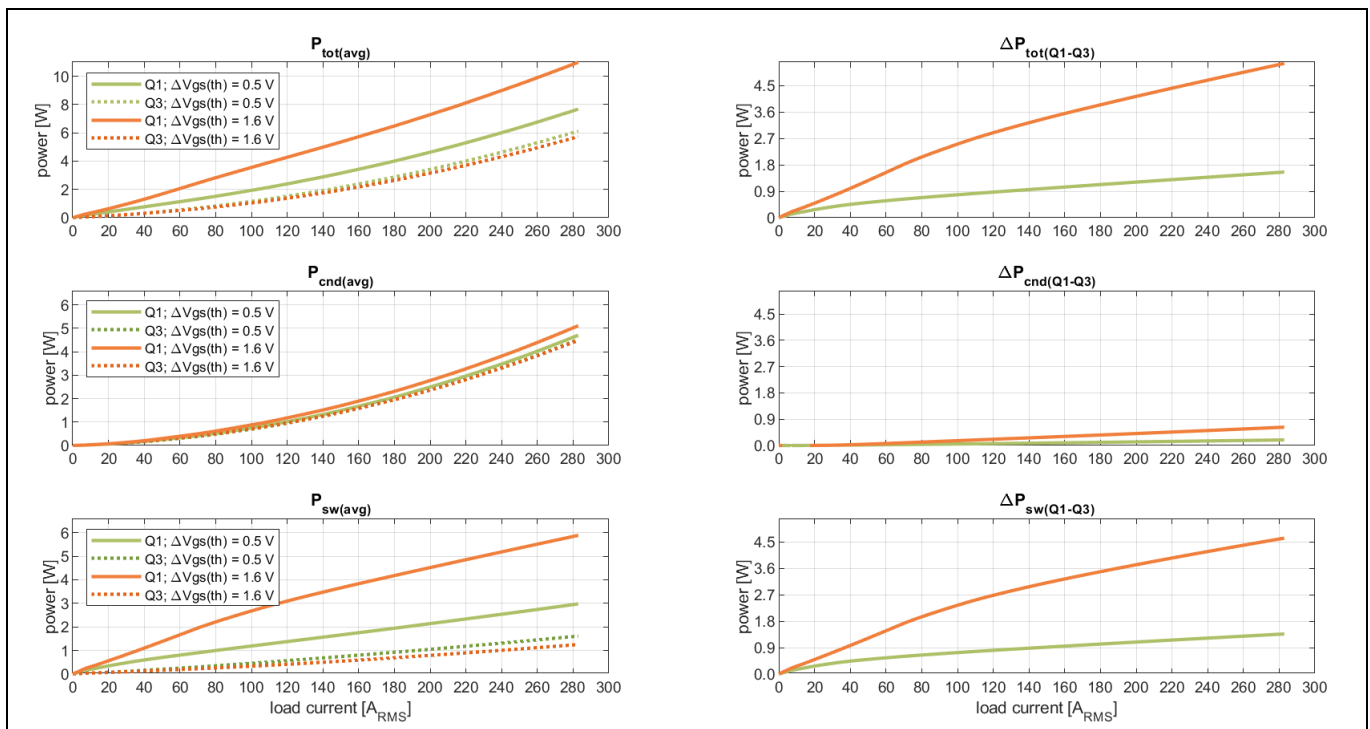 P_tot(avg)
power [W]
10
8
6
4
2
0
Q1; ΔVgs(th) = 0.5 V
Q3; ΔVgs(th) = 0.5 V
Q1; ΔVgs(th) = 1.6 V
Q3; ΔVgs(th) = 1.6 V
0 20 40 60 80 100 120 140 160 180 200 220 240 260 280 300
ΔP_tot(Q1-Q3)
power [W]
4.5
3.6
2.7
1.8
0.9
0
0 20 40 60 80 100 120 140 160 180 200 220 240 260 280 300
P_cnd(avg)
power [W]
6
5
4
3
2
1
0
Q1; ΔVgs(th) = 0.5 V
Q3; ΔVgs(th) = 0.5 V
Q1; ΔVgs(th) = 1.6 V
Q3; ΔVgs(th) = 1.6 V
0 20 40 60 80 100 120 140 160 180 200 220 240 260 280 300
ΔP_cnd(Q1-Q3)
power [W]
4.5
3.6
2.7
1.8
0.9
0.0
0 20 40 60 80 100 120 140 160 180 200 220 240 260 280 300
P_sw(avg)
power [W]
6
5
4
3
2
1
0
Q1; ΔVgs(th) = 0.5 V
Q3; ΔVgs(th) = 0.5 V
Q1; ΔVgs(th) = 1.6 V
Q3; ΔVgs(th) = 1.6 V
0 20 40 60 80 100 120 140 160 180 200 220 240 260 280 300
load current [A_RMS]
ΔP_sw(Q1-Q3)
power [W]
4.5
3.6
2.7
1.8
0.9
0.0
0 20 40 60 80 100 120 140 160 180 200 220 240 260 280 300
load current [A_RMS]